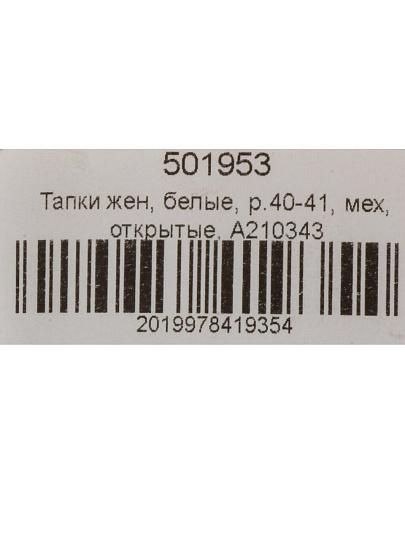 501953
Тапки жен, белые, р.40-41, мех,
открытые, А210343
2019978419354